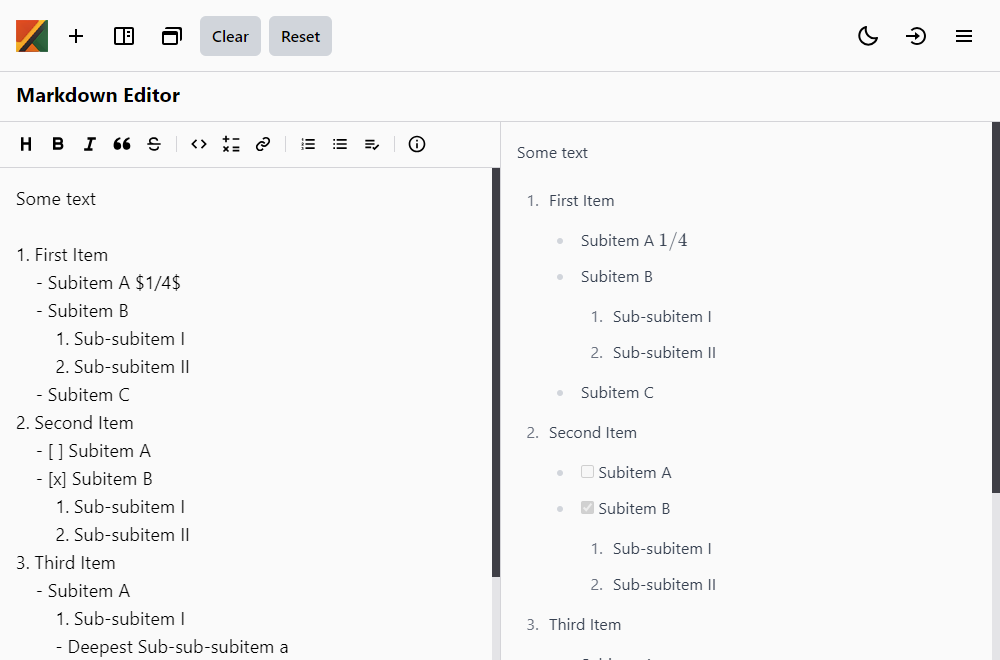 Clear Reset
Markdown Editor
Some text
1. First Item
- Subitem A $1/4$
- Subitem B
1. Sub-subitem I
2. Sub-subitem II
- Subitem C
2. Second Item
- [ ] Subitem A
- [x] Subitem B
1. Sub-subitem I
2. Sub-subitem II
3. Third Item
- Subitem A
1. Sub-subitem I
- Deepest Sub-sub-subitem a
Some text
1. First Item
• Subitem A 1/4
• Subitem B
1. Sub-subitem I
2. Sub-subitem II
• Subitem C
2. Second Item
• Subitem A
• Subitem B
1. Sub-subitem I
2. Sub-subitem II
3. Third Item